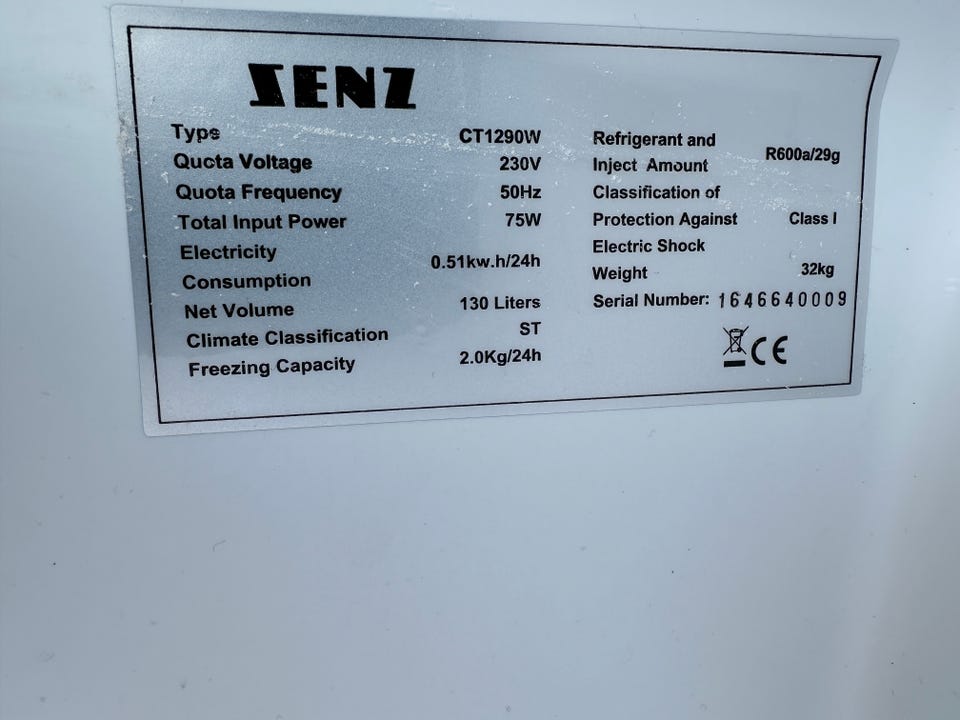 SENZ
Type CT1290W
Quota Voltage 230V
Quota Frequency 50Hz
Total Input Power 75W
Electricity
Consumption 0.51kw.h/24h
Net Volume 130 Liters
Climate Classification ST
Freezing Capacity 2.0Kg/24h
Refrigerant and
Inject Amount R600a/29g
Classification of
Protection Against Class I
Electric Shock
Weight 32kg
Serial Number: 1646640009
CE